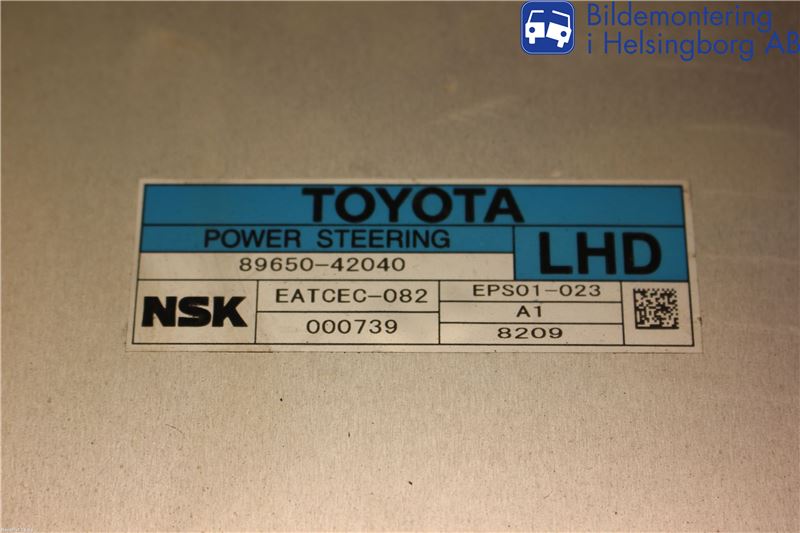 Bildemontering
i Helsingborg AB
TOYOTA
POWER STEERING
LHD
89650-42040
NSK
EATCEC-082
EPS01-023
A1
000739
8209